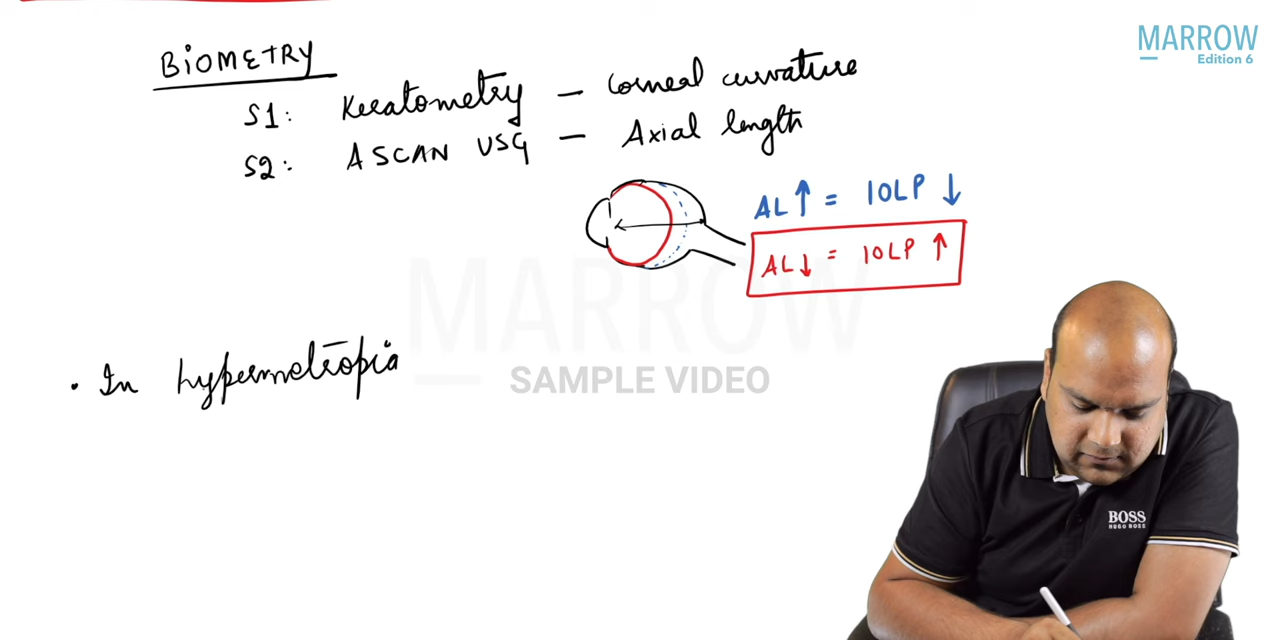 MARROW
Edition 6
BIOMETRY
S1: Keratometry – Corneal curvature
S2: A SCAN USG – Axial length
AL ↑ = IOLP ↓
AL ↓ = IOLP ↑
MARROW
SAMPLE VIDEO
• In hypermetropia
BOSS
HUGO BOSS